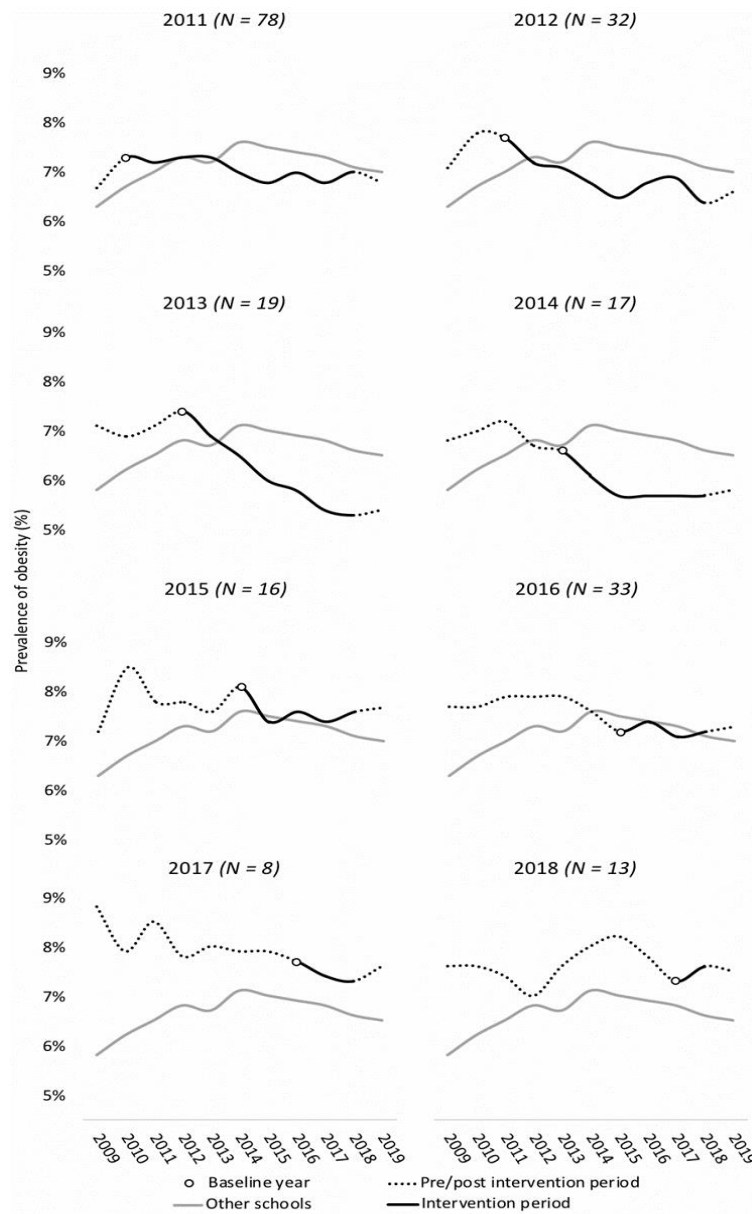 2011 (N = 78)
2012 (N = 32)
9%
8%
7%
6%
5%
2013 (N = 19)
2014 (N = 17)
9%
8%
7%
6%
5%
Prevalence of obesity (%)
2015 (N = 16)
2016 (N = 33)
9%
8%
7%
6%
5%
2017 (N = 8)
2018 (N = 13)
9%
8%
7%
6%
5%
2009 2010 2011 2012 2013 2014 2015 2016 2017 2018 2019
2009 2010 2011 2012 2013 2014 2015 2016 2017 2018 2019
Baseline year
Pre/post intervention period
Other schools
Intervention period